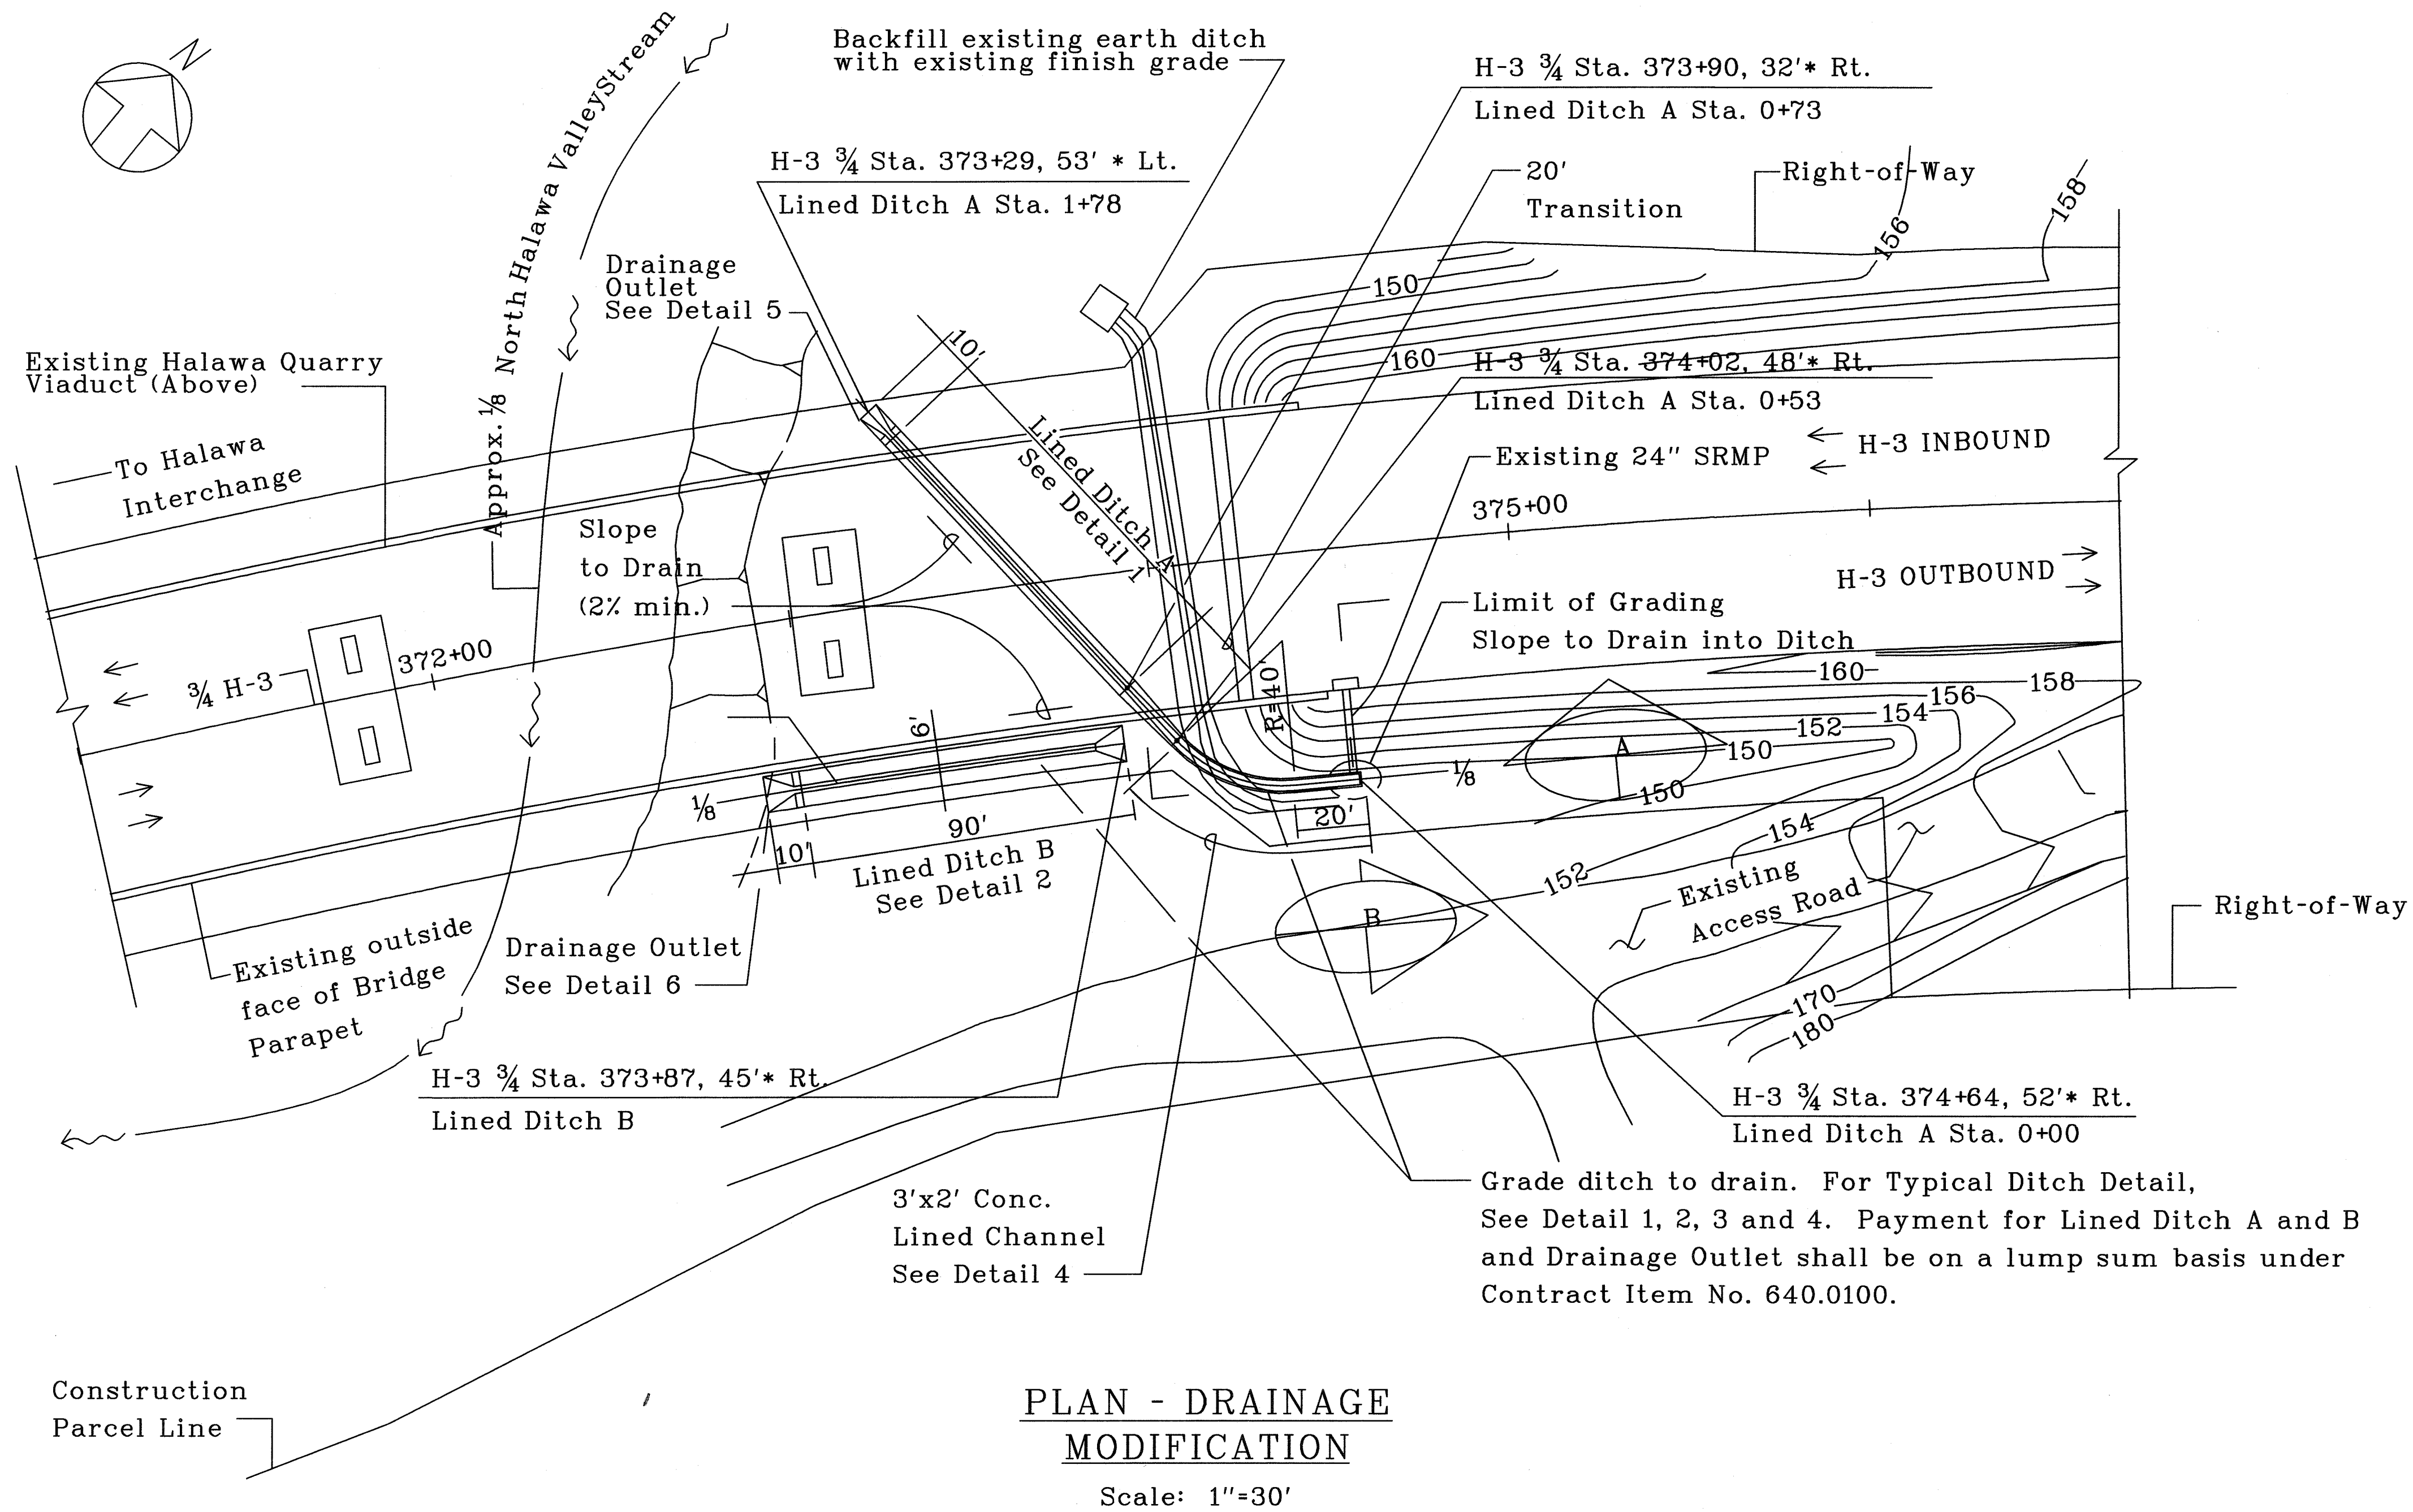 N
Approx. ⅛ North Halawa Valley Stream
Backfill existing earth ditch
with existing finish grade
H-3 ¾ Sta. 373+90, 32'* Rt.
Lined Ditch A Sta. 0+73
H-3 ¾ Sta. 373+29, 53' * Lt.
Lined Ditch A Sta. 1+78
20'
Transition
Right-of-Way
156
158
Drainage
Outlet
See Detail 5
150
10'
Existing Halawa Quarry
Viaduct (Above)
160
H-3 ¾ Sta. 374+02, 48'* Rt.
Lined Ditch A Sta. 0+53
To Halawa
Interchange
Lined Ditch A
See Detail 1
Existing 24" SRMP
H-3 INBOUND
375+00
Slope
to Drain
(2% min.)
H-3 OUTBOUND
Limit of Grading
Slope to Drain into Ditch
372+00
¾ H-3
R=40'
160
158
156
154
152
150
150
A
6'
⅛
⅛
20'
90'
10'
Lined Ditch B
See Detail 2
154
152
Existing
Access Road
B
Right-of-Way
Existing outside
face of Bridge
Parapet
Drainage Outlet
See Detail 6
170
180
H-3 ¾ Sta. 373+87, 45'* Rt.
Lined Ditch B
H-3 ¾ Sta. 374+64, 52'* Rt.
Lined Ditch A Sta. 0+00
3'x2' Conc.
Lined Channel
See Detail 4
Grade ditch to drain. For Typical Ditch Detail,
See Detail 1, 2, 3 and 4. Payment for Lined Ditch A and B
and Drainage Outlet shall be on a lump sum basis under
Contract Item No. 640.0100.
Construction
Parcel Line
PLAN - DRAINAGE
MODIFICATION
Scale: 1"=30'